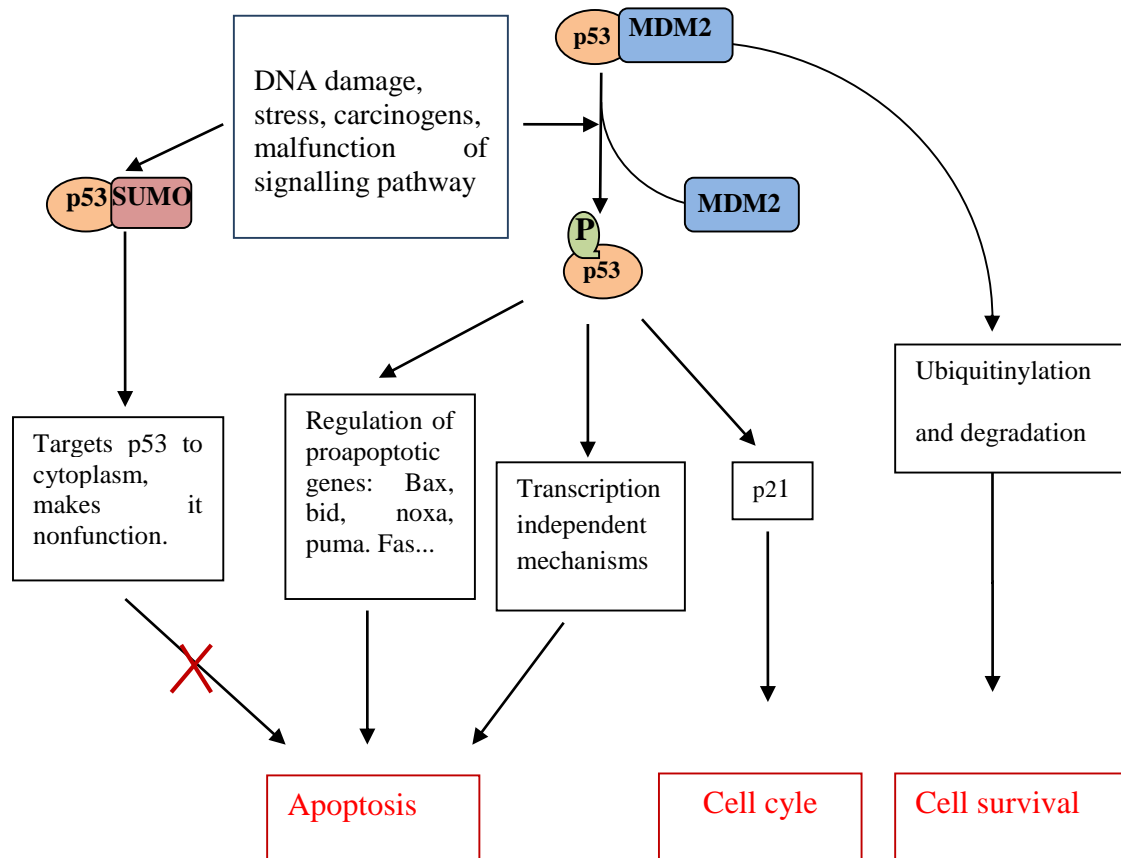 p53
MDM2
DNA damage,
stress, carcinogens,
malfunction of
signalling pathway
p53
SUMO
MDM2
P
p53
Targets p53 to
cytoplasm,
makes it
nonfunction.
Regulation of
proapoptotic
genes: Bax,
bid, noxa,
puma. Fas...
Transcription
independent
mechanisms
p21
Ubiquitinylation
and degradation
Apoptosis
Cell cyle
Cell survival